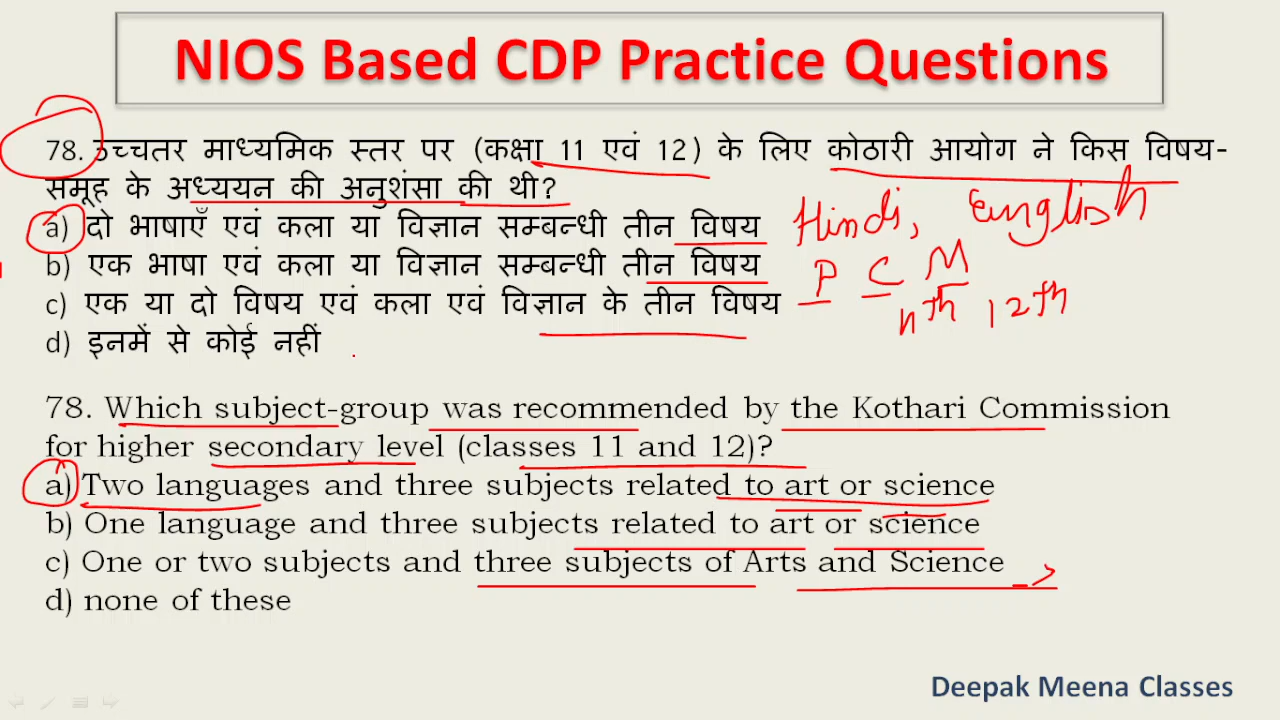 NIOS Based CDP Practice Questions
78. उच्चतर माध्यमिक स्तर पर (कक्षा 11 एवं 12) के लिए कोठारी आयोग ने किस विषय-
समूह के अध्ययन की अनुशंसा की थी?
a) दो भाषाएँ एवं कला या विज्ञान सम्बन्धी तीन विषय
Hindi, English
b) एक भाषा एवं कला या विज्ञान सम्बन्धी तीन विषय
P C M
c) एक या दो विषय एवं कला एवं विज्ञान के तीन विषय
11th 12th
d) इनमें से कोई नहीं
78. Which subject-group was recommended by the Kothari Commission
for higher secondary level (classes 11 and 12)?
a) Two languages and three subjects related to art or science
b) One language and three subjects related to art or science
c) One or two subjects and three subjects of Arts and Science
d) none of these
Deepak Meena Classes